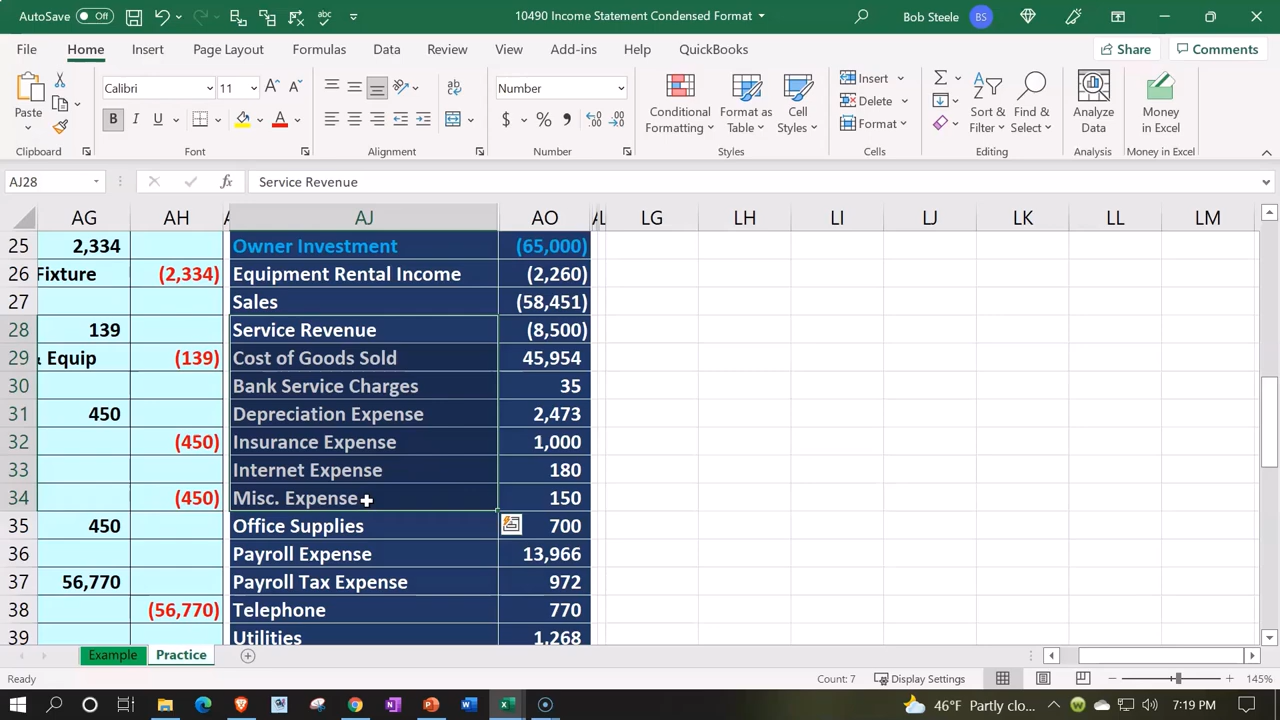 AutoSave Off 10490 Income Statement Condensed Format Bob Steele BS
File Home Insert Page Layout Formulas Data Review View Add-ins Help QuickBooks Share Comments
Calibri 11 Number Insert
Paste Conditional Formatting Format as Table Cell Styles Delete Sort & Filter Find & Select Analyze Data Money in Excel
B I U A $ % Format
Clipboard Font Alignment Number Styles Cells Editing Analysis Money in Excel
AJ28 fx Service Revenue
AG AH A AJ AO AL LG LH LI LJ LK LL LM
25 2,334 Owner Investment (65,000)
26 Fixture (2,334) Equipment Rental Income (2,260)
27 Sales (58,451)
28 139 Service Revenue (8,500)
29 & Equip (139) Cost of Goods Sold 45,954
30 Bank Service Charges 35
31 450 Depreciation Expense 2,473
32 (450) Insurance Expense 1,000
33 Internet Expense 180
34 (450) Misc. Expense 150
35 450 Office Supplies 700
36 Payroll Expense 13,966
37 56,770 Payroll Tax Expense 972
38 (56,770) Telephone 770
39 Utilities 1,268
Example Practice
Ready Count: 7 Display Settings 145%
46°F Partly clo... 7:19 PM